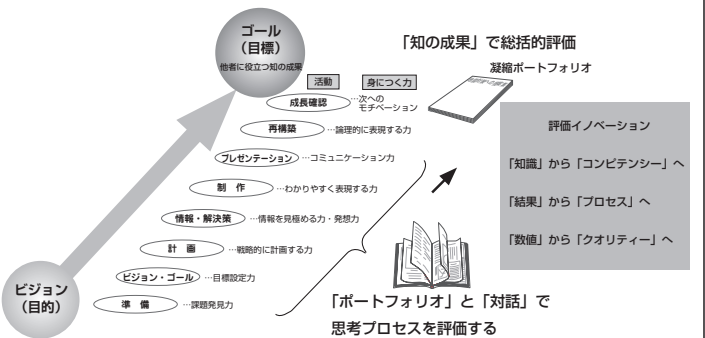 ゴール
(目標)
他者に役立つ知の成果
「知の成果」で総括的評価
凝縮ポートフォリオ
活動
身につく力
成長確認
…次への
モチベーション
再構築
…論理的に表現する力
プレゼンテーション
…コミュニケーション力
制 作
…わかりやすく表現する力
情報・解決策
…情報を見極める力・発想力
計 画
…戦略的に計画する力
ビジョン・ゴール
…目標設定力
準 備
…課題発見力
ビジョン
(目的)
評価イノベーション
「知識」から「コンピテンシー」へ
「結果」から「プロセス」へ
「数値」から「クオリティー」へ
「ポートフォリオ」と「対話」で
思考プロセスを評価する